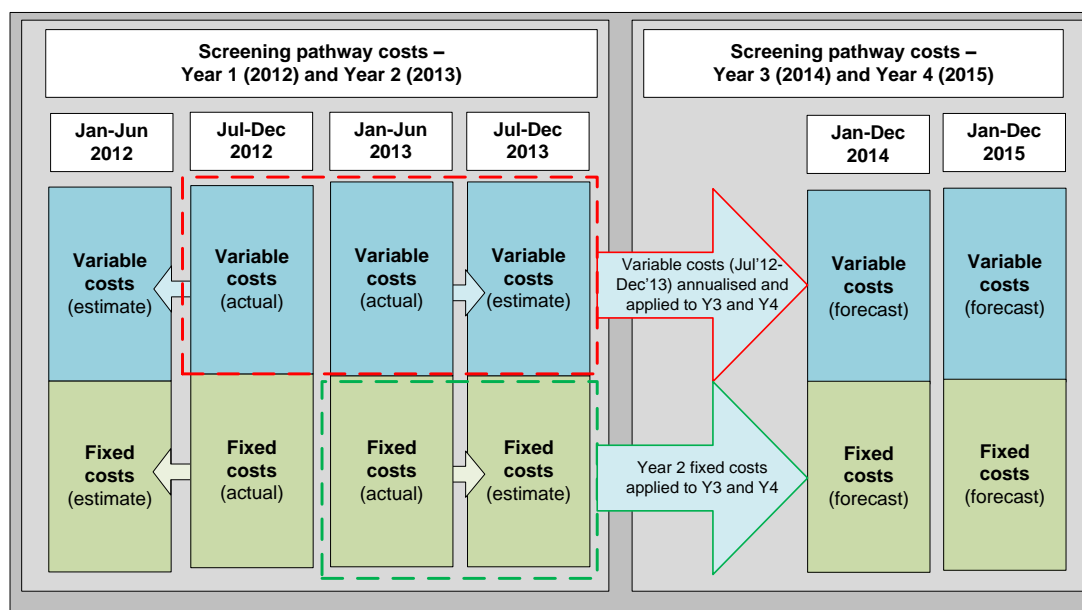 Screening pathway costs –
Year 1 (2012) and Year 2 (2013)
Screening pathway costs –
Year 3 (2014) and Year 4 (2015)
Jan-Jun
2012
Jul-Dec
2012
Jan-Jun
2013
Jul-Dec
2013
Jan-Dec
2014
Jan-Dec
2015
Variable
costs
(estimate)
Variable
costs
(actual)
Variable
costs
(actual)
Variable
costs
(estimate)
Variable costs (Jul'12-
Dec'13) annualised and
applied to Y3 and Y4
Variable
costs
(forecast)
Variable
costs
(forecast)
Fixed
costs
(estimate)
Fixed
costs
(actual)
Fixed
costs
(actual)
Fixed
costs
(estimate)
Year 2 fixed costs
applied to Y3 and Y4
Fixed
costs
(forecast)
Fixed
costs
(forecast)